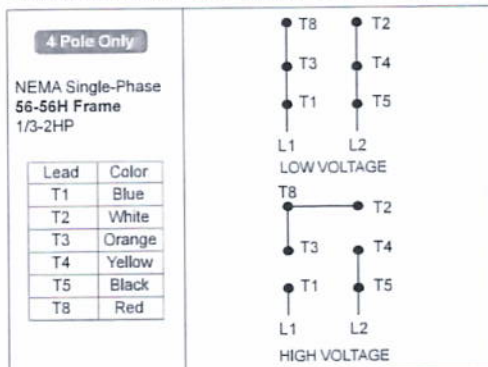 4 Pole Only
NEMA Single-Phase
56-56H Frame
1/3-2HP
Lead Color
T1 Blue
T2 White
T3 Orange
T4 Yellow
T5 Black
T8 Red
T8 T2
T3 T4
T1 T5
L1 L2
LOW VOLTAGE
T8
T2
T3 T4
T1 T5
L1 L2
HIGH VOLTAGE